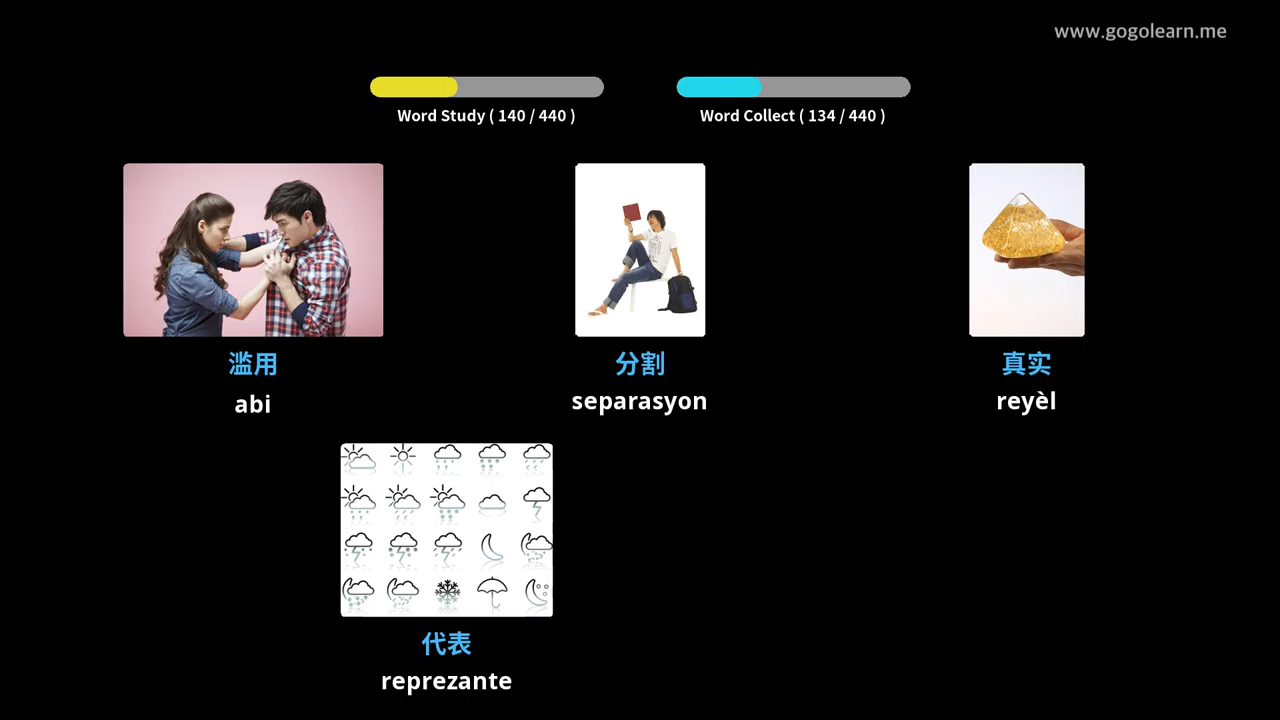 www.gogolearn.me
Word Study ( 140 / 440 )
Word Collect ( 134 / 440 )
滥用
abi
分割
separasyon
真实
reyèl
代表
reprezante